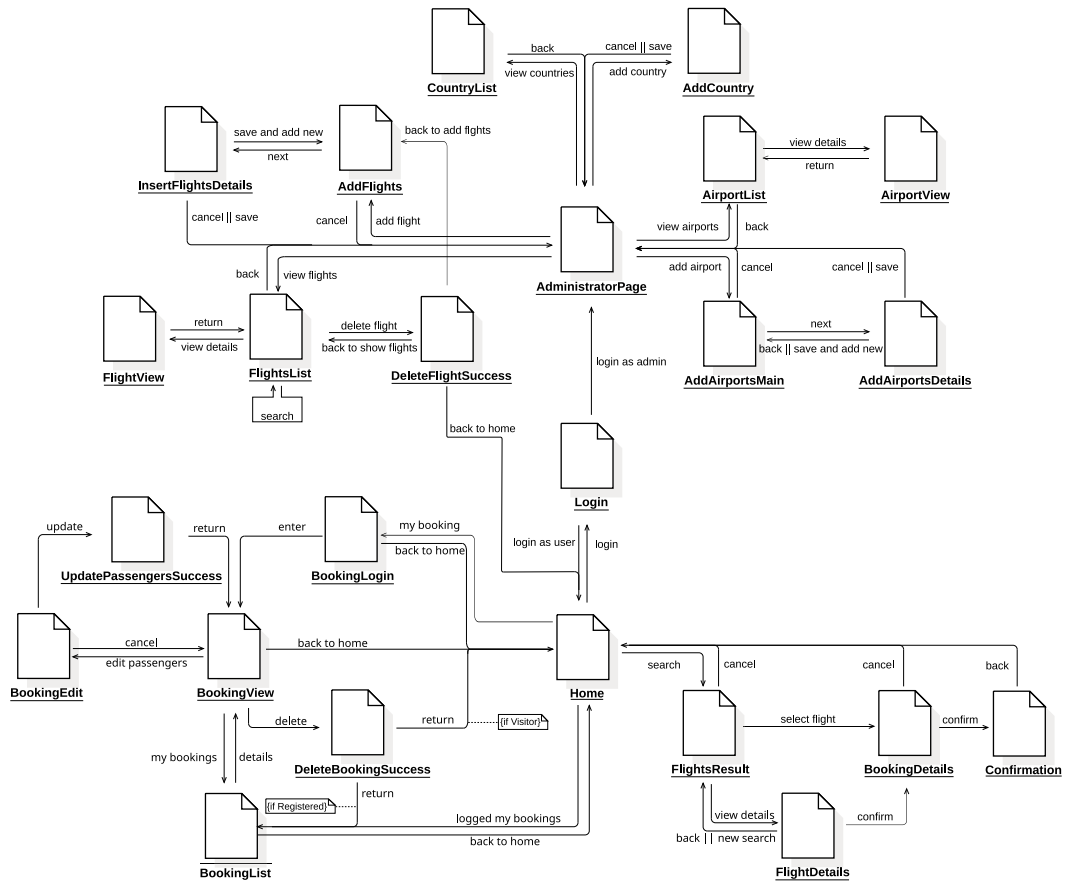 back
cancel || save
view countries
add country
CountryList
AddCountry
save and add new
next
back to add flghts
InsertFlightsDetails
AddFlights
view details
return
AirportList
AirportView
cancel || save
cancel
add flight
view airports
back
back
view flights
AdministratorPage
add airport
cancel
cancel || save
return
view details
delete flight
back to show flights
next
back || save and add new
FlightView
FlightsList
DeleteFlightSuccess
AddAirportsMain
AddAirportsDetails
login as admin
search
back to home
Login
update
return
enter
my booking
back to home
login as user
login
UpdatePassengersSuccess
BookingLogin
cancel
edit passengers
back to home
search
cancel
cancel
back
BookingEdit
BookingView
Home
delete
return
{if Visitor}
select flight
confirm
my bookings
details
DeleteBookingSuccess
FlightsResult
BookingDetails
Confirmation
return
{if Registered}
logged my bookings
back to home
view details
back || new search
confirm
BookingList
FlightDetails